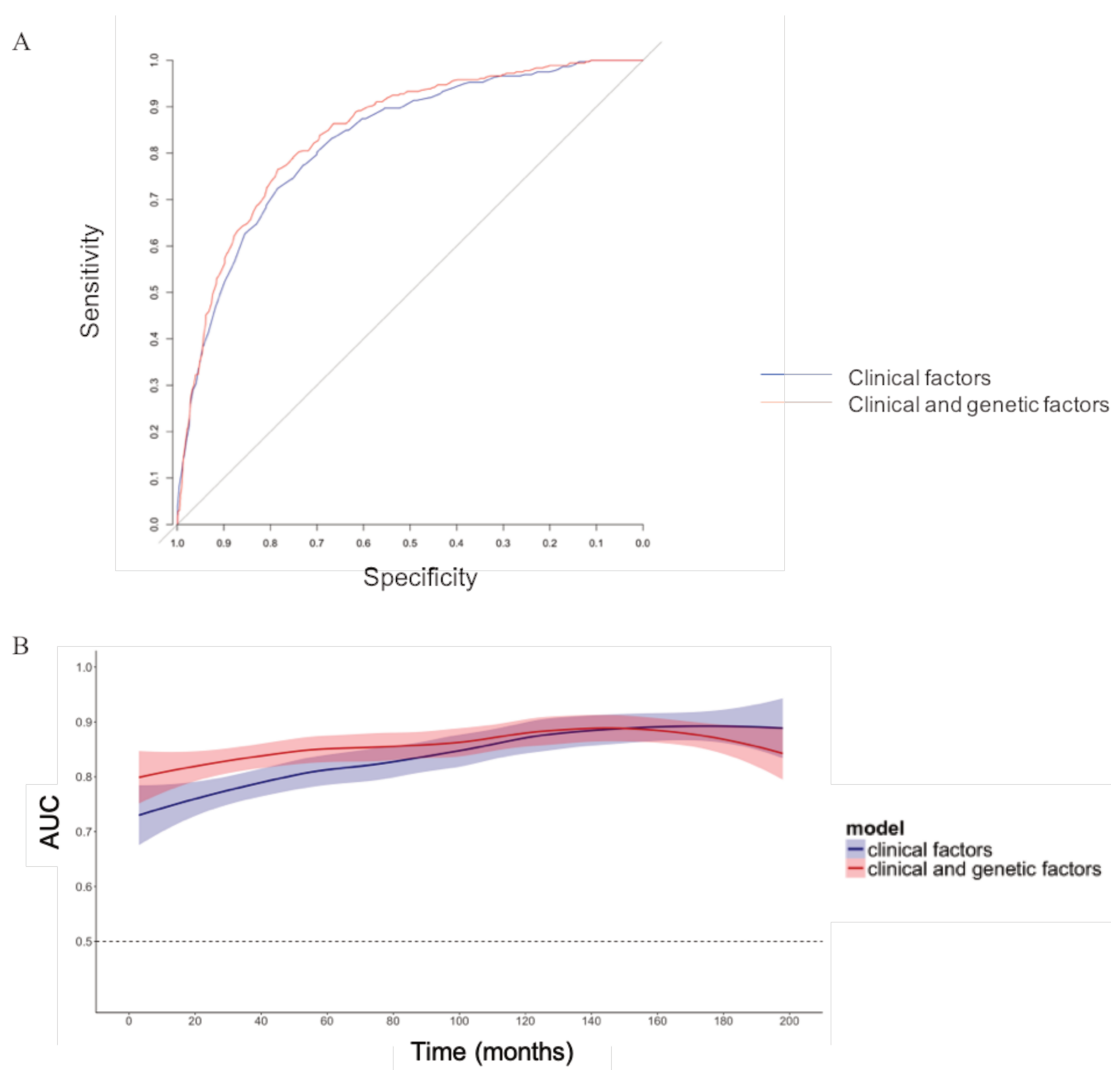 A
1.0
0.9
0.8
0.7
0.6
0.5
0.4
0.3
0.2
0.1
0.0
Sensitivity
1.0 0.9 0.8 0.7 0.6 0.5 0.4 0.3 0.2 0.1 0.0
Specificity
Clinical factors
Clinical and genetic factors
B
1.0
0.9
0.8
0.7
0.6
0.5
AUC
0 20 40 60 80 100 120 140 160 180 200
Time (months)
model
clinical factors
clinical and genetic factors